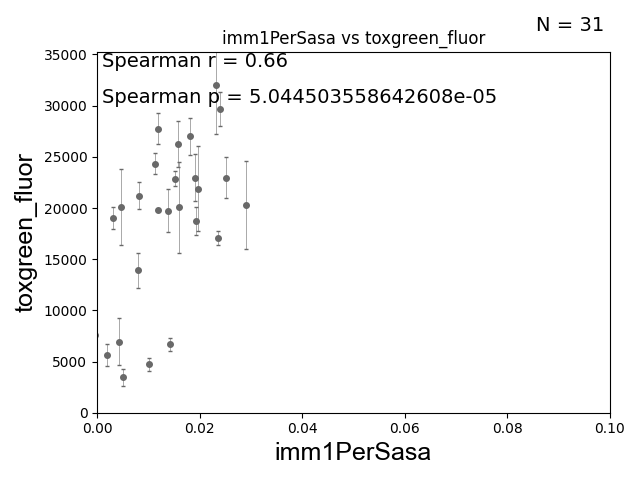 N = 31
imm1PerSasa vs toxgreen_fluor
Spearman r = 0.66
Spearman p = 5.044503558642608e-05
toxgreen_fluor
35000
30000
25000
20000
15000
10000
5000
0
0.00 0.02 0.04 0.06 0.08 0.10
imm1PerSasa